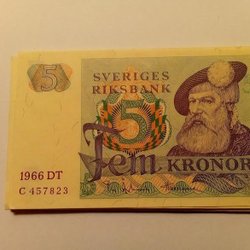 5
SVERIGES
RIKSBANK
5
Fem KRONOR
1966 DT
C 457823